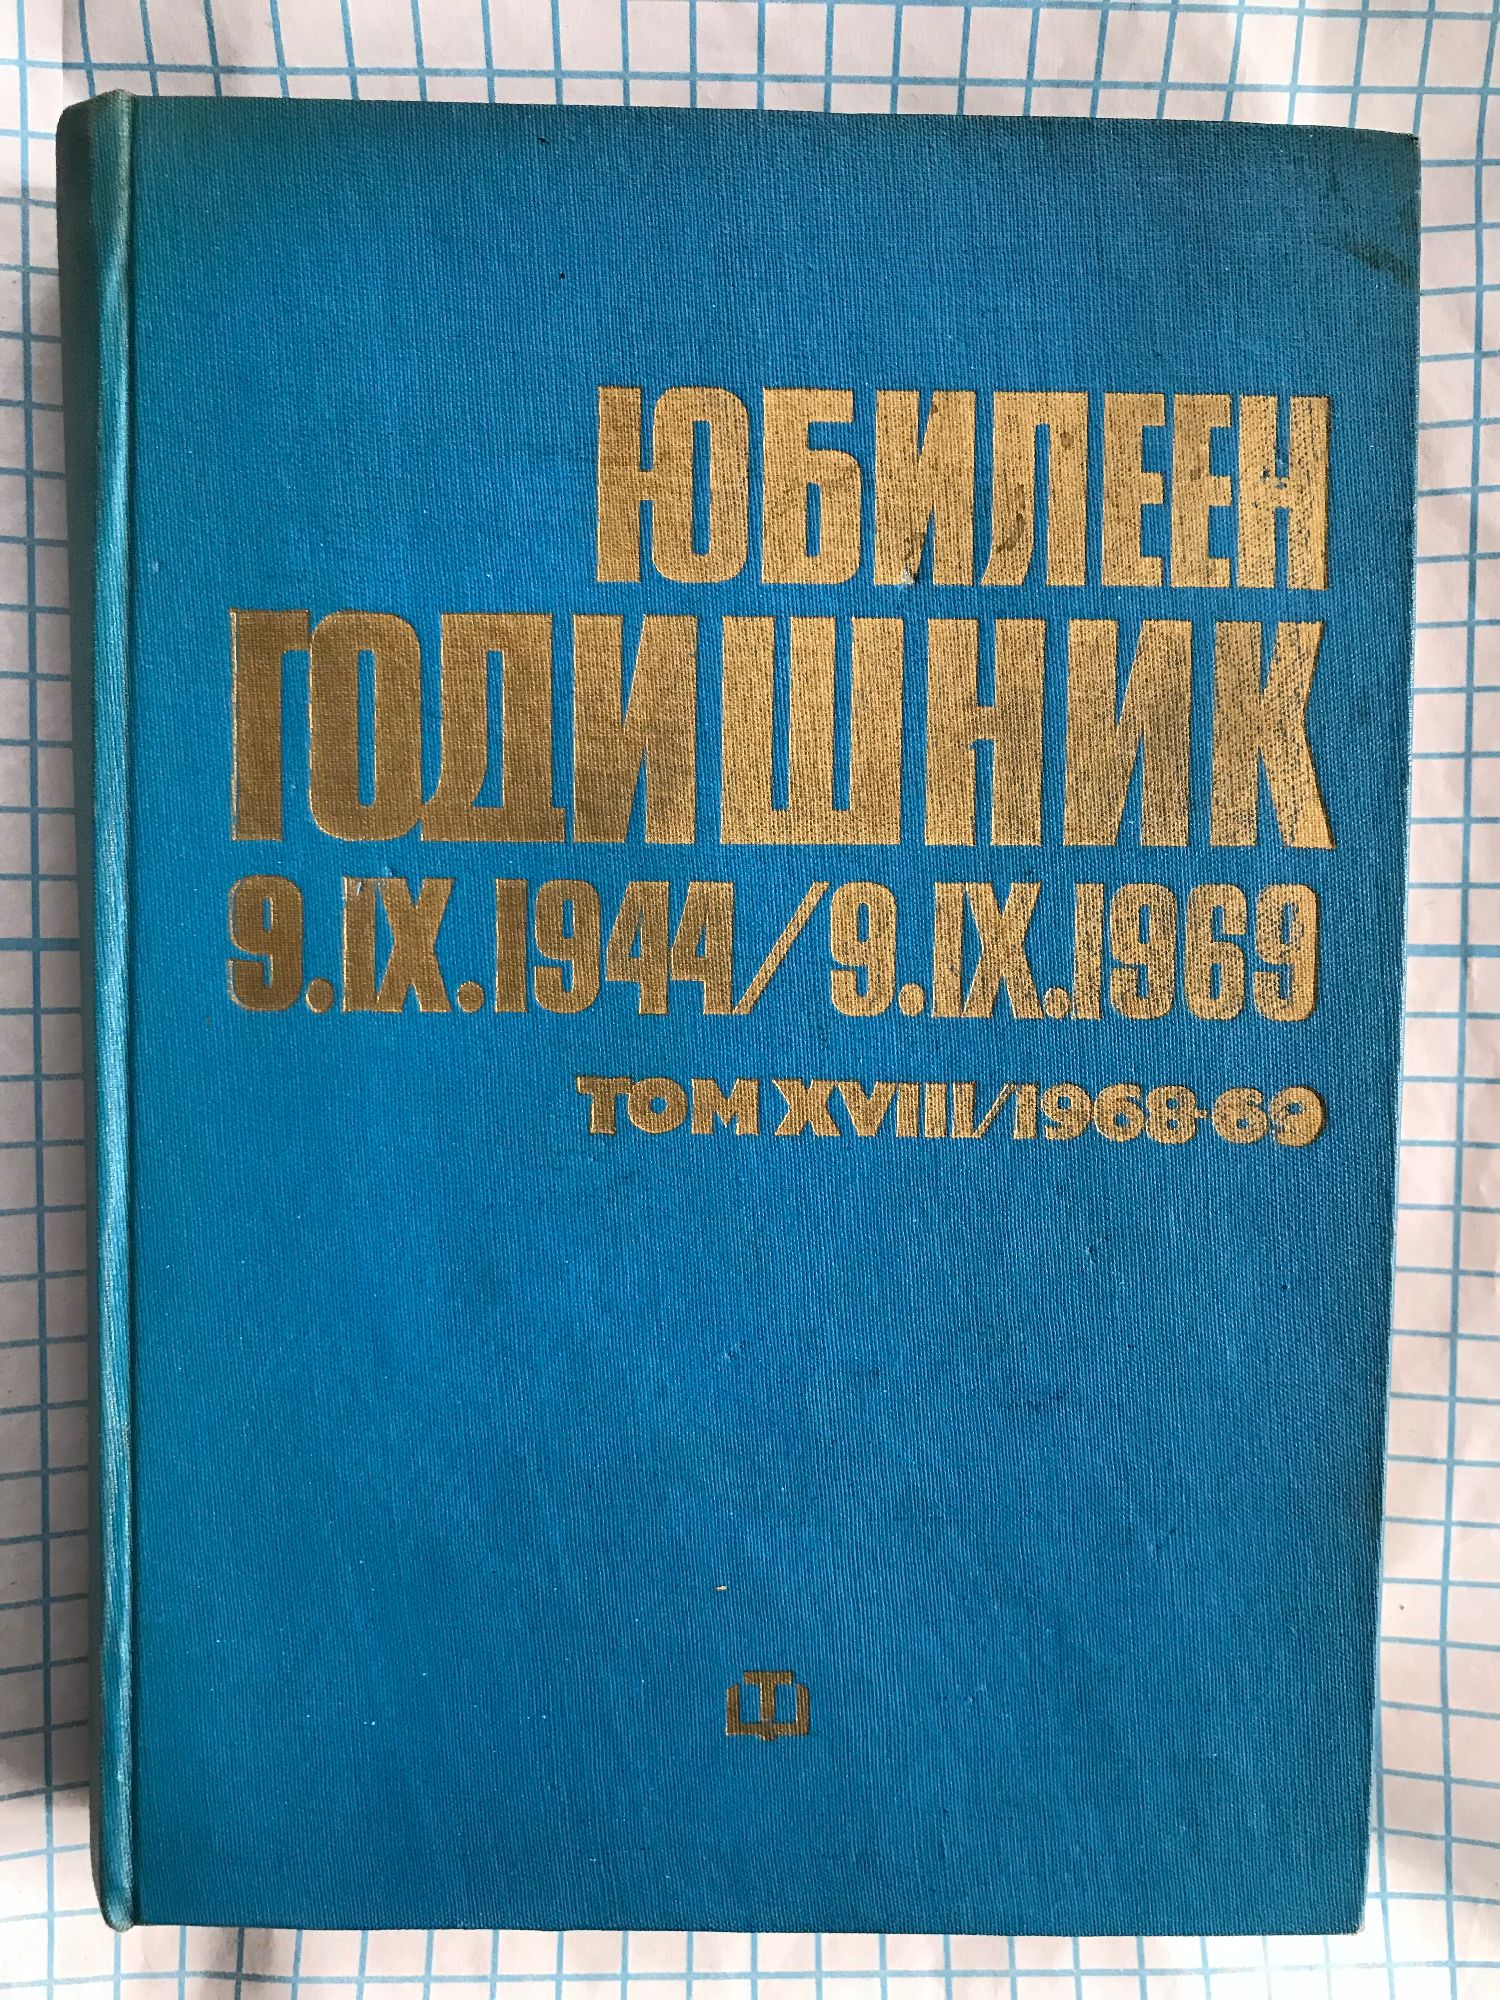 ЮБИЛЕЕН
ГОДИШНИК
9.IX.1944/9.IX.1969
ТОМ XVIII/1968-69
Т